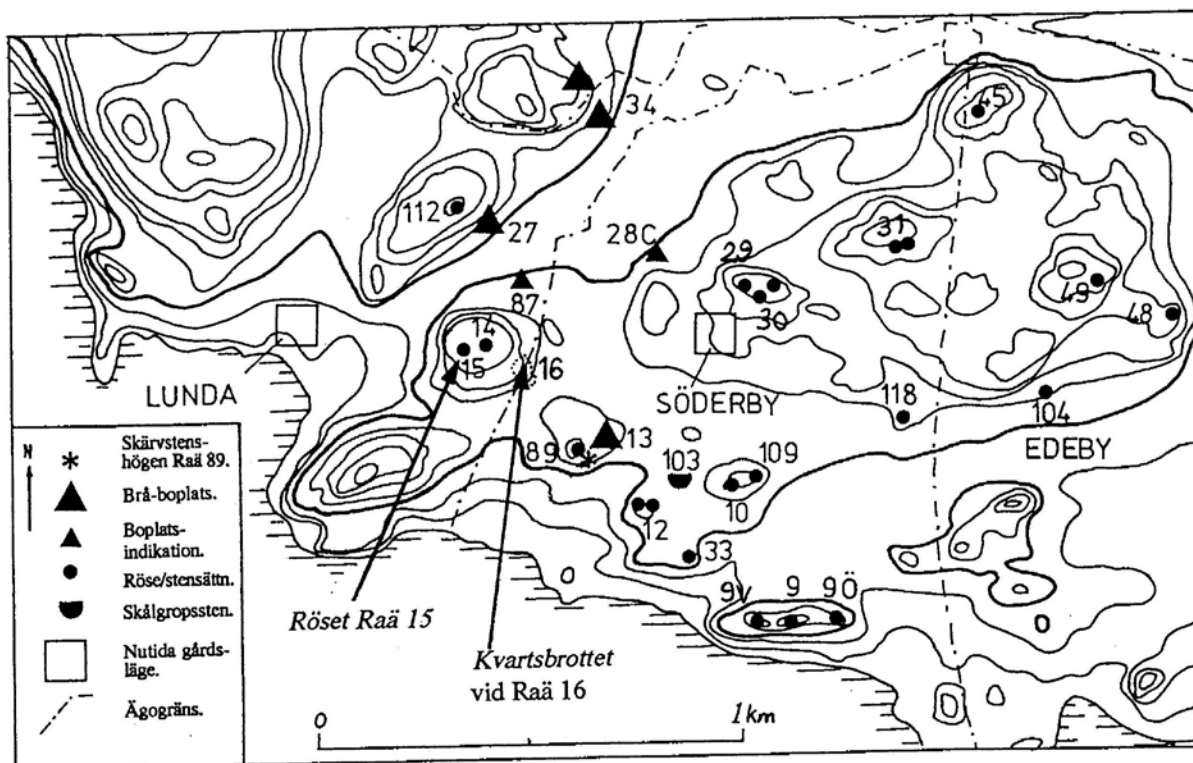 34
45
112
27
28C
31
29
30
49
48
87
14
15
16
LUNDA
SÖDERBY
118
104
EDEBY
13
89
*
103
109
10
12
33
9V 9 9Ö
Röset Raä 15
Kvartsbrottet
vid Raä 16
0
1 km
N
Skärvstens-
högen Raä 89.
* 
Brå-boplats.
Boplats-
indikation.
Röse/stensättn.
Skålgropssten.
Nutida gårds-
läge.
Ägogräns.